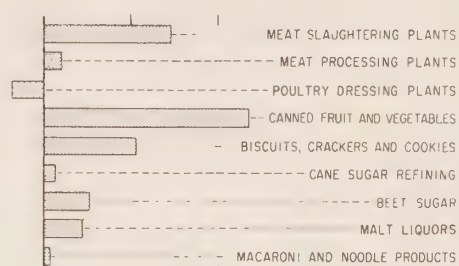 MEAT SLAUGHTERING PLANTS
MEAT PROCESSING PLANTS
POULTRY DRESSING PLANTS
CANNED FRUIT AND VEGETABLES
BISCUITS, CRACKERS AND COOKIES
CANE SUGAR REFINING
BEET SUGAR
MALT LIQUORS
MACARONI AND NOODLE PRODUCTS